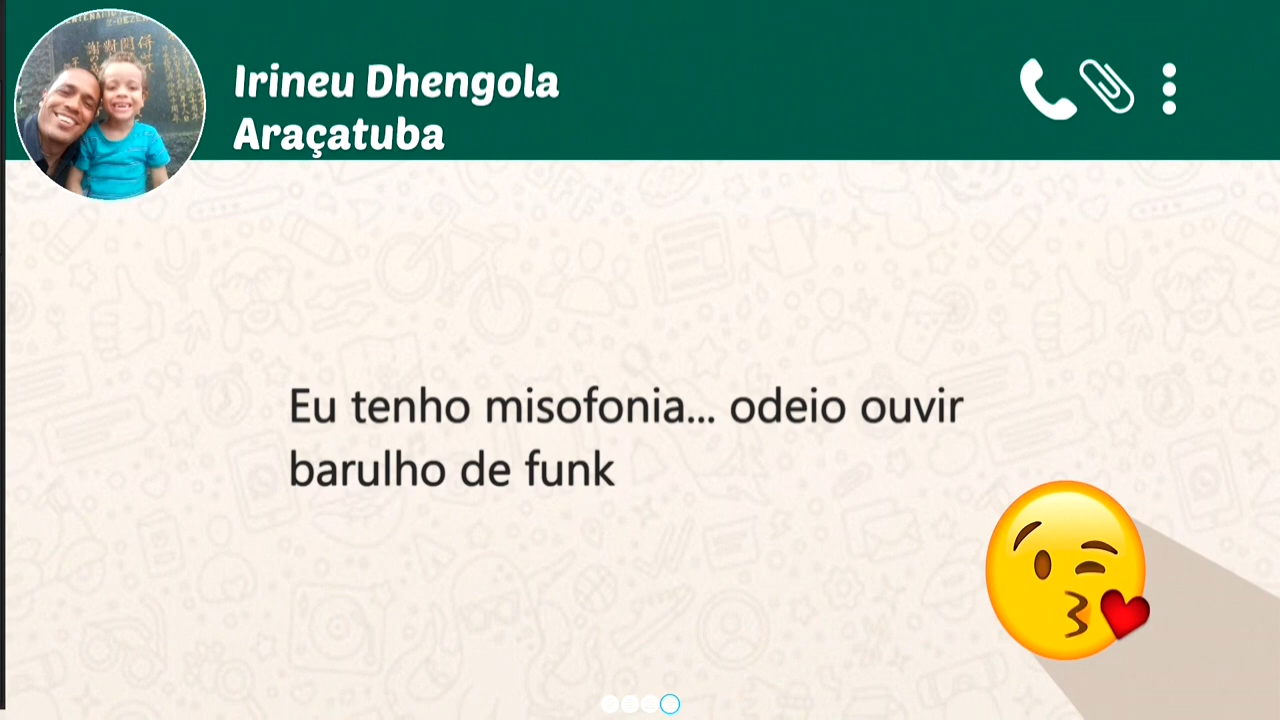 Irineu Dhengola
Araçatuba
Eu tenho misofonia... odeio ouvir
barulho de funk